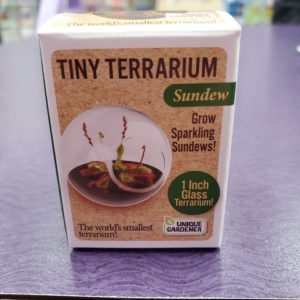 The world's smallest Terrarium!
TINY TERRARIUM
Sundew
Grow
Sparkling
Sundews!
1 Inch
Glass
Terrarium!
The world's smallest
terrarium!
UNIQUE
GARDENER